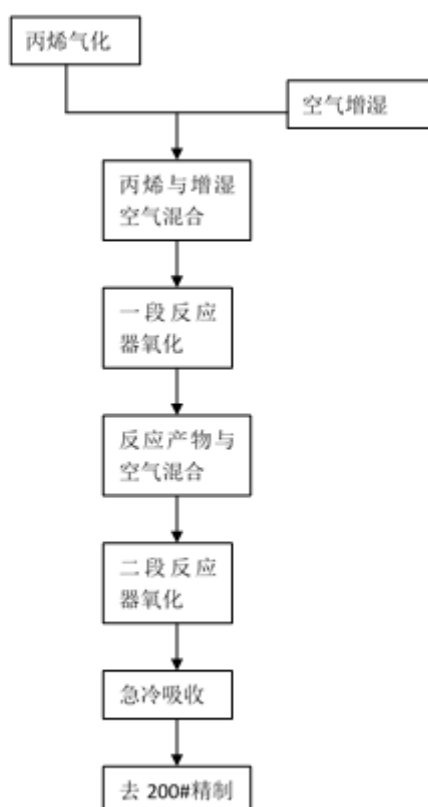 丙烯气化
空气增湿
丙烯与增湿
空气混合
一段反应
器氧化
反应产物与
空气混合
二段反应
器氧化
急冷吸收
去 200#精制